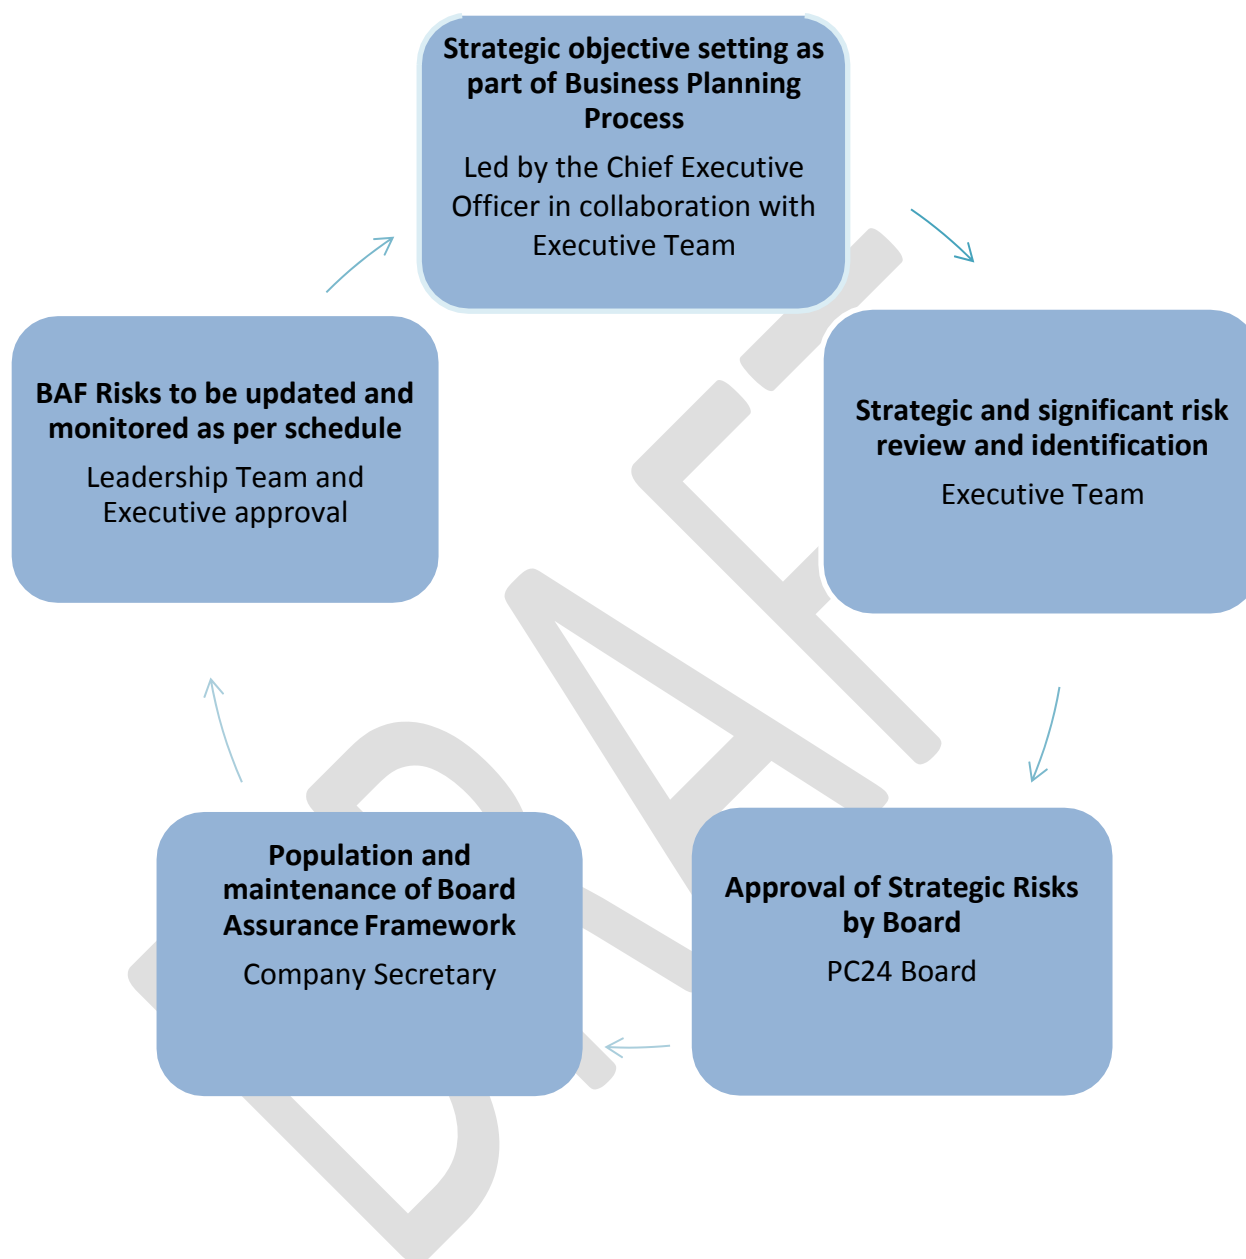 Strategic objective setting as
part of Business Planning
Process
Led by the Chief Executive
Officer in collaboration with
Executive Team
Strategic and significant risk
review and identification
Executive Team
Approval of Strategic Risks
by Board
PC24 Board
Population and
maintenance of Board
Assurance Framework
Company Secretary
BAF Risks to be updated and
monitored as per schedule
Leadership Team and
Executive approval
DRAFT